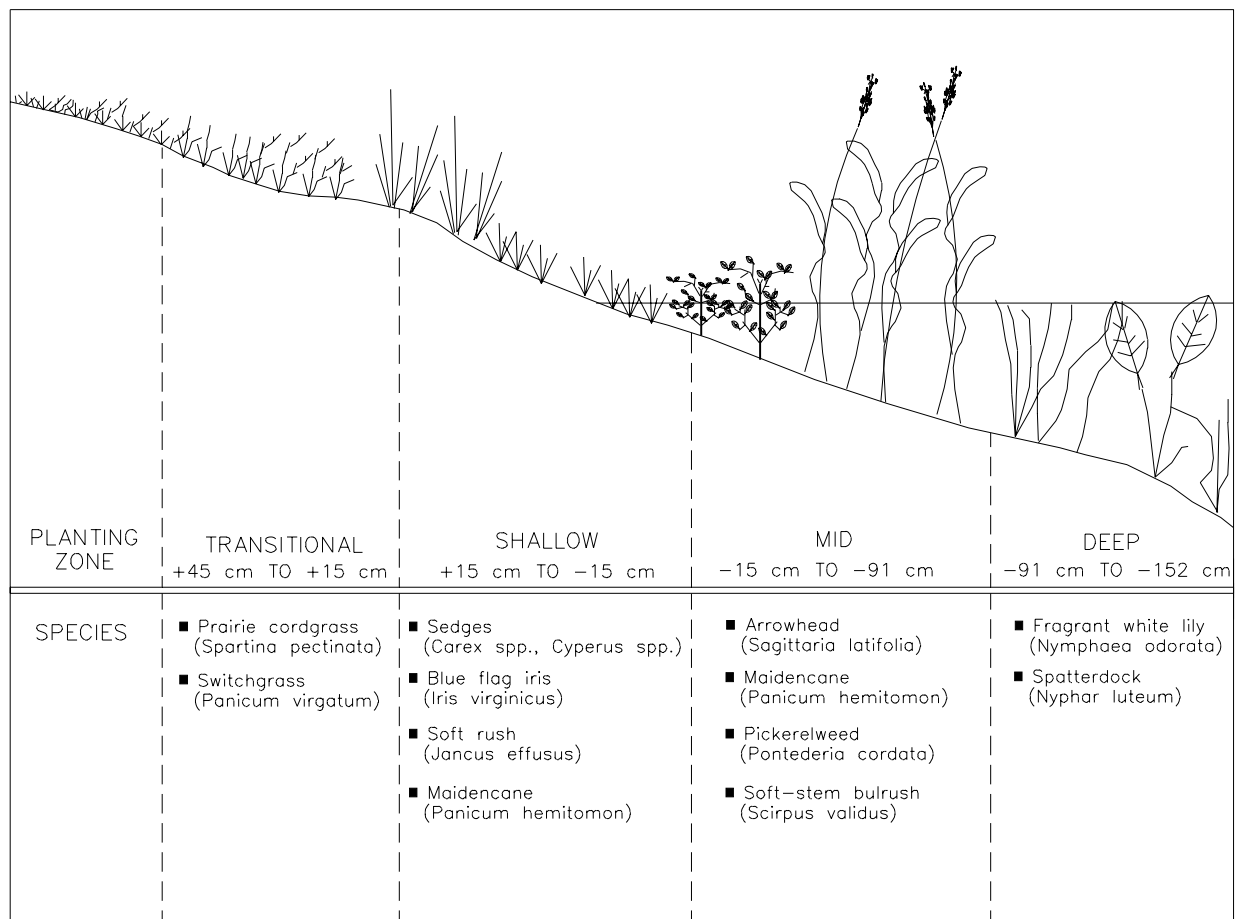 PLANTING
ZONE
TRANSITIONAL
+45 cm TO +15 cm
SHALLOW
+15 cm TO -15 cm
MID
-15 cm TO -91 cm
DEEP
-91 cm TO -152 cm
SPECIES
■ Prairie cordgrass
(Spartina pectinata)
■ Switchgrass
(Panicum virgatum)
■ Sedges
(Carex spp., Cyperus spp.)
■ Blue flag iris
(Iris virginicus)
■ Soft rush
(Jancus effusus)
■ Maidencane
(Panicum hemitomon)
■ Arrowhead
(Sagittaria latifolia)
■ Maidencane
(Panicum hemitomon)
■ Pickerelweed
(Pontederia cordata)
■ Soft-stem bulrush
(Scirpus validus)
■ Fragrant white lily
(Nymphaea odorata)
■ Spatterdock
(Nyphar luteum)